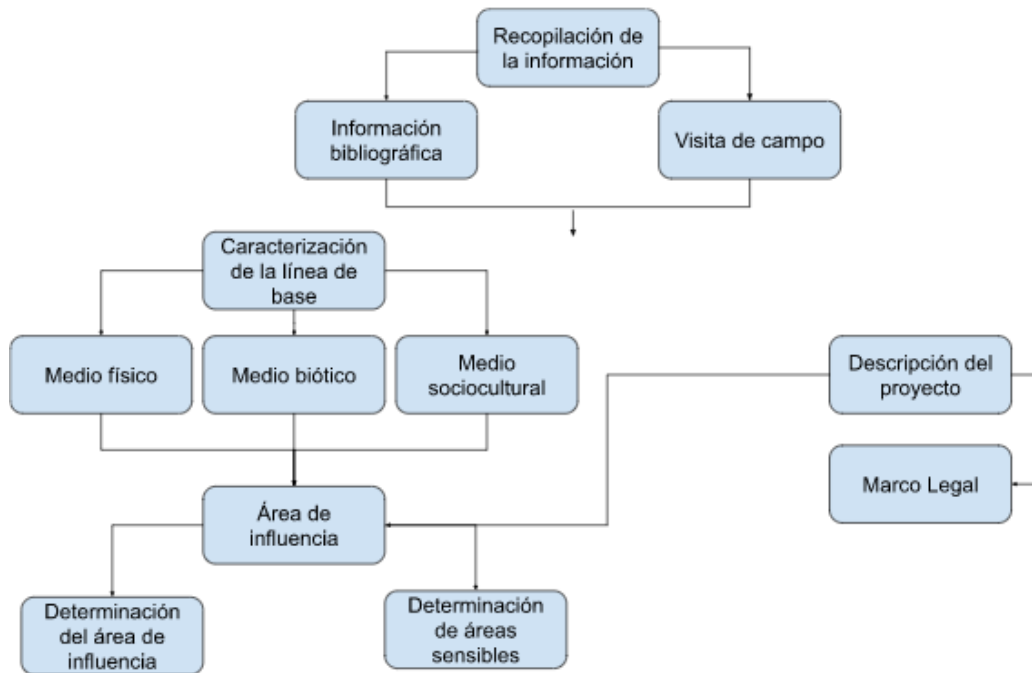 Recopilación de
la información
Información
bibliográfica
Visita de campo
Caracterización
de la línea de
base
Medio físico
Medio biótico
Medio
sociocultural
Descripción del
proyecto
Marco Legal
Área de
influencia
Determinación
del área de
influencia
Determinación
de áreas
sensibles